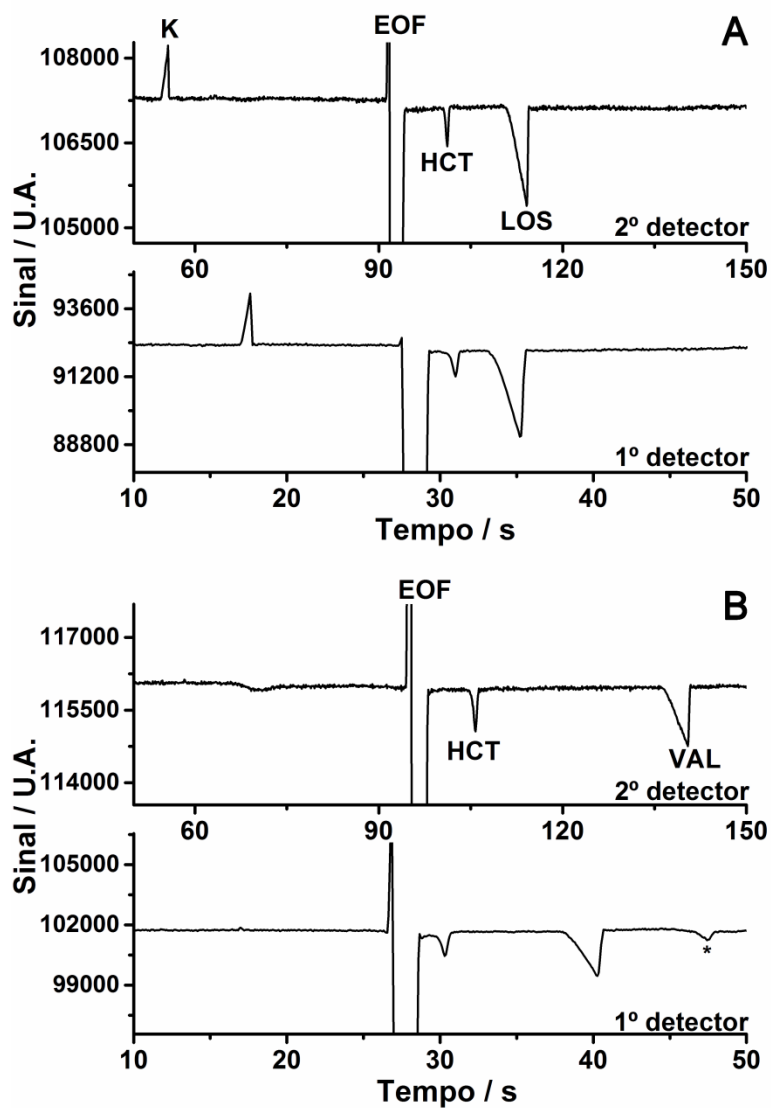 A
K
EOF
108000
106500
105000
HCT
LOS
2º detector
60 90 120 150
Sinal / U.A.
93600
91200
88800
1º detector
10 20 30 40 50
Tempo / s
B
EOF
117000
115500
114000
HCT
VAL
2º detector
60 90 120 150
Sinal / U.A.
105000
102000
99000
*
1º detector
10 20 30 40 50
Tempo / s